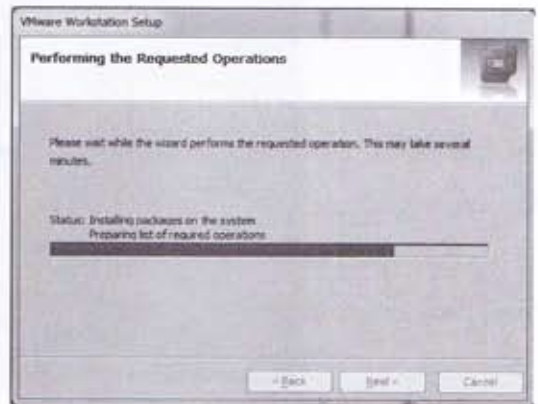 VMware Workstation Setup
Performing the Requested Operations
Please wait while the wizard performs the requested operation. This may take several
minutes.
Status: Installing packages on the system
Preparing list of required operations
< Back
Next >
Cancel